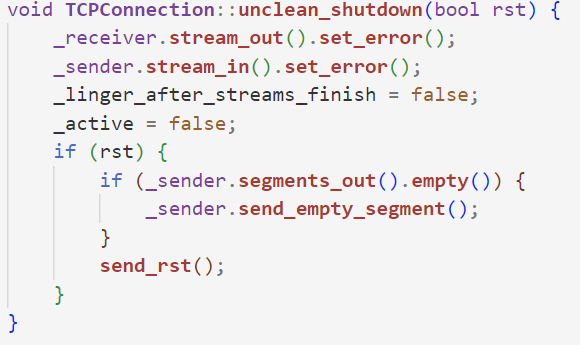 void TCPConnection::unclean_shutdown(bool rst) {
    _receiver.stream_out().set_error();
    _sender.stream_in().set_error();
    _linger_after_streams_finish = false;
    _active = false;
    if (rst) {
        if (_sender.segments_out().empty()) {
            _sender.send_empty_segment();
        }
        send_rst();
    }
}